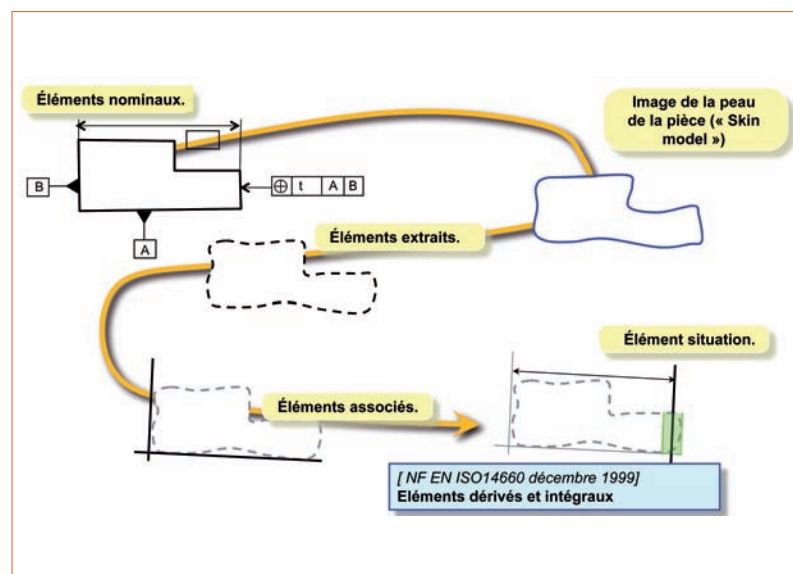 Éléments nominaux.
Image de la peau
de la pièce (« Skin
model »)
B
⌖ t A B
A
Éléments extraits.
Élément situation.
Éléments associés.
[ NF EN ISO14660 décembre 1999]
Eléments dérivés et intégraux